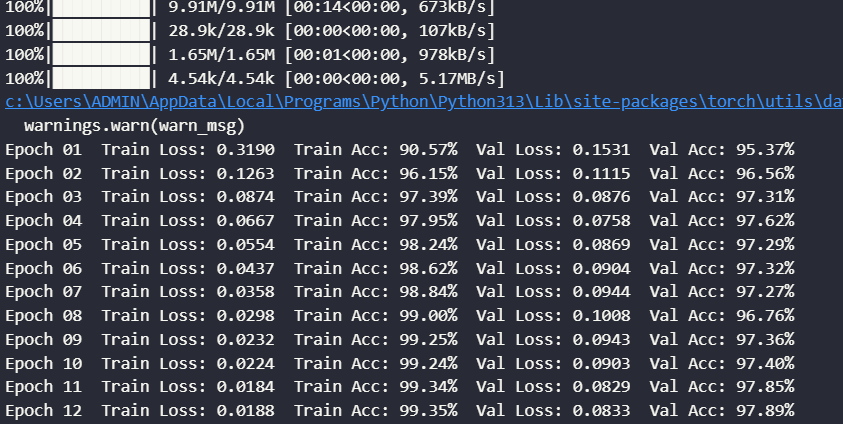 100%|██████████| 9.91M/9.91M [00:14<00:00, 673kB/s]
100%|██████████| 28.9k/28.9k [00:00<00:00, 107kB/s]
100%|██████████| 1.65M/1.65M [00:01<00:00, 978kB/s]
100%|██████████| 4.54k/4.54k [00:00<00:00, 5.17MB/s]
c:\Users\ADMIN\AppData\Local\Programs\Python\Python313\Lib\site-packages\torch\utils\da
warnings.warn(warn_msg)
Epoch 01  Train Loss: 0.3190  Train Acc: 90.57%  Val Loss: 0.1531  Val Acc: 95.37%
Epoch 02  Train Loss: 0.1263  Train Acc: 96.15%  Val Loss: 0.1115  Val Acc: 96.56%
Epoch 03  Train Loss: 0.0874  Train Acc: 97.39%  Val Loss: 0.0876  Val Acc: 97.31%
Epoch 04  Train Loss: 0.0667  Train Acc: 97.95%  Val Loss: 0.0758  Val Acc: 97.62%
Epoch 05  Train Loss: 0.0554  Train Acc: 98.24%  Val Loss: 0.0869  Val Acc: 97.29%
Epoch 06  Train Loss: 0.0437  Train Acc: 98.62%  Val Loss: 0.0904  Val Acc: 97.32%
Epoch 07  Train Loss: 0.0358  Train Acc: 98.84%  Val Loss: 0.0944  Val Acc: 97.27%
Epoch 08  Train Loss: 0.0298  Train Acc: 99.00%  Val Loss: 0.1008  Val Acc: 96.76%
Epoch 09  Train Loss: 0.0232  Train Acc: 99.25%  Val Loss: 0.0943  Val Acc: 97.36%
Epoch 10  Train Loss: 0.0224  Train Acc: 99.24%  Val Loss: 0.0903  Val Acc: 97.40%
Epoch 11  Train Loss: 0.0184  Train Acc: 99.34%  Val Loss: 0.0829  Val Acc: 97.85%
Epoch 12  Train Loss: 0.0188  Train Acc: 99.35%  Val Loss: 0.0833  Val Acc: 97.89%